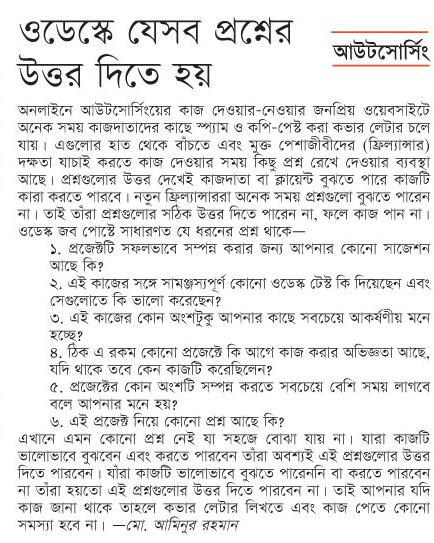 ওডেস্কে যেসব প্রশ্নের
উত্তর দিতে হয়
আউটসোর্সিং
অনলাইনে আউটসোর্সিংয়ের কাজ দেওয়ার-নেওয়ার জনপ্রিয় ওয়েবসাইটে
অনেক সময় কাজদাতাদের কাছে স্প্যাম ও কপি-পেস্ট করা কভার লেটার চলে
যায়। এগুলোর হাত থেকে বাঁচতে এবং মুক্ত পেশাজীবীদের (ফ্রিল্যান্সার)
দক্ষতা যাচাই করতে কাজ দেওয়ার সময় কিছু প্রশ্ন রেখে দেওয়ার ব্যবস্থা
আছে। প্রশ্নগুলোর উত্তর দেখেই কাজদাতা বা ক্লায়েন্ট বুঝতে পারে কাজটি
কারা করতে পারবে। নতুন ফ্রিল্যান্সাররা অনেক সময় প্রশ্নগুলো বুঝতে পারেন
না। তাই তাঁরা প্রশ্নগুলোর সঠিক উত্তর দিতে পারেন না, ফলে কাজ পান না।
ওডেস্ক জব পোস্টে সাধারণত যে ধরনের প্রশ্ন থাকে—
১. প্রজেক্টটি সফলভাবে সম্পন্ন করার জন্য আপনার কোনো সাজেশন
আছে কি?
২. এই কাজের সঙ্গে সামঞ্জস্যপূর্ণ কোনো ওডেস্ক টেস্ট কি দিয়েছেন এবং
সেগুলোতে কি ভালো করেছেন?
৩. এই কাজের কোন অংশটুকু আপনার কাছে সবচেয়ে আকর্ষণীয় মনে
হচ্ছে?
৪. ঠিক এ রকম কোনো প্রজেক্টে কি আগে কাজ করার অভিজ্ঞতা আছে,
যদি থাকে তবে কেন কাজটি করেছিলেন?
৫. প্রজেক্টের কোন অংশটি সম্পন্ন করতে সবচেয়ে বেশি সময় লাগবে
বলে আপনার মনে হয়?
৬. এই প্রজেক্ট নিয়ে কোনো প্রশ্ন আছে কি?
এখানে এমন কোনো প্রশ্ন নেই যা সহজে বোঝা যায় না। যারা কাজটি
ভালোভাবে বুঝবেন এবং করতে পারবেন তাঁরা অবশ্যই এই প্রশ্নগুলোর উত্তর
দিতে পারবেন। যাঁরা কাজটি ভালোভাবে বুঝতে পারেননি বা করতে পারবেন
না তাঁরা হয়তো এই প্রশ্নগুলোর উত্তর দিতে পারবেন না। তাই আপনার যদি
কাজ জানা থাকে তাহলে কভার লেটার লিখতে এবং কাজ পেতে কোনো
সমস্যা হবে না। —মো. আমিনুর রহমান